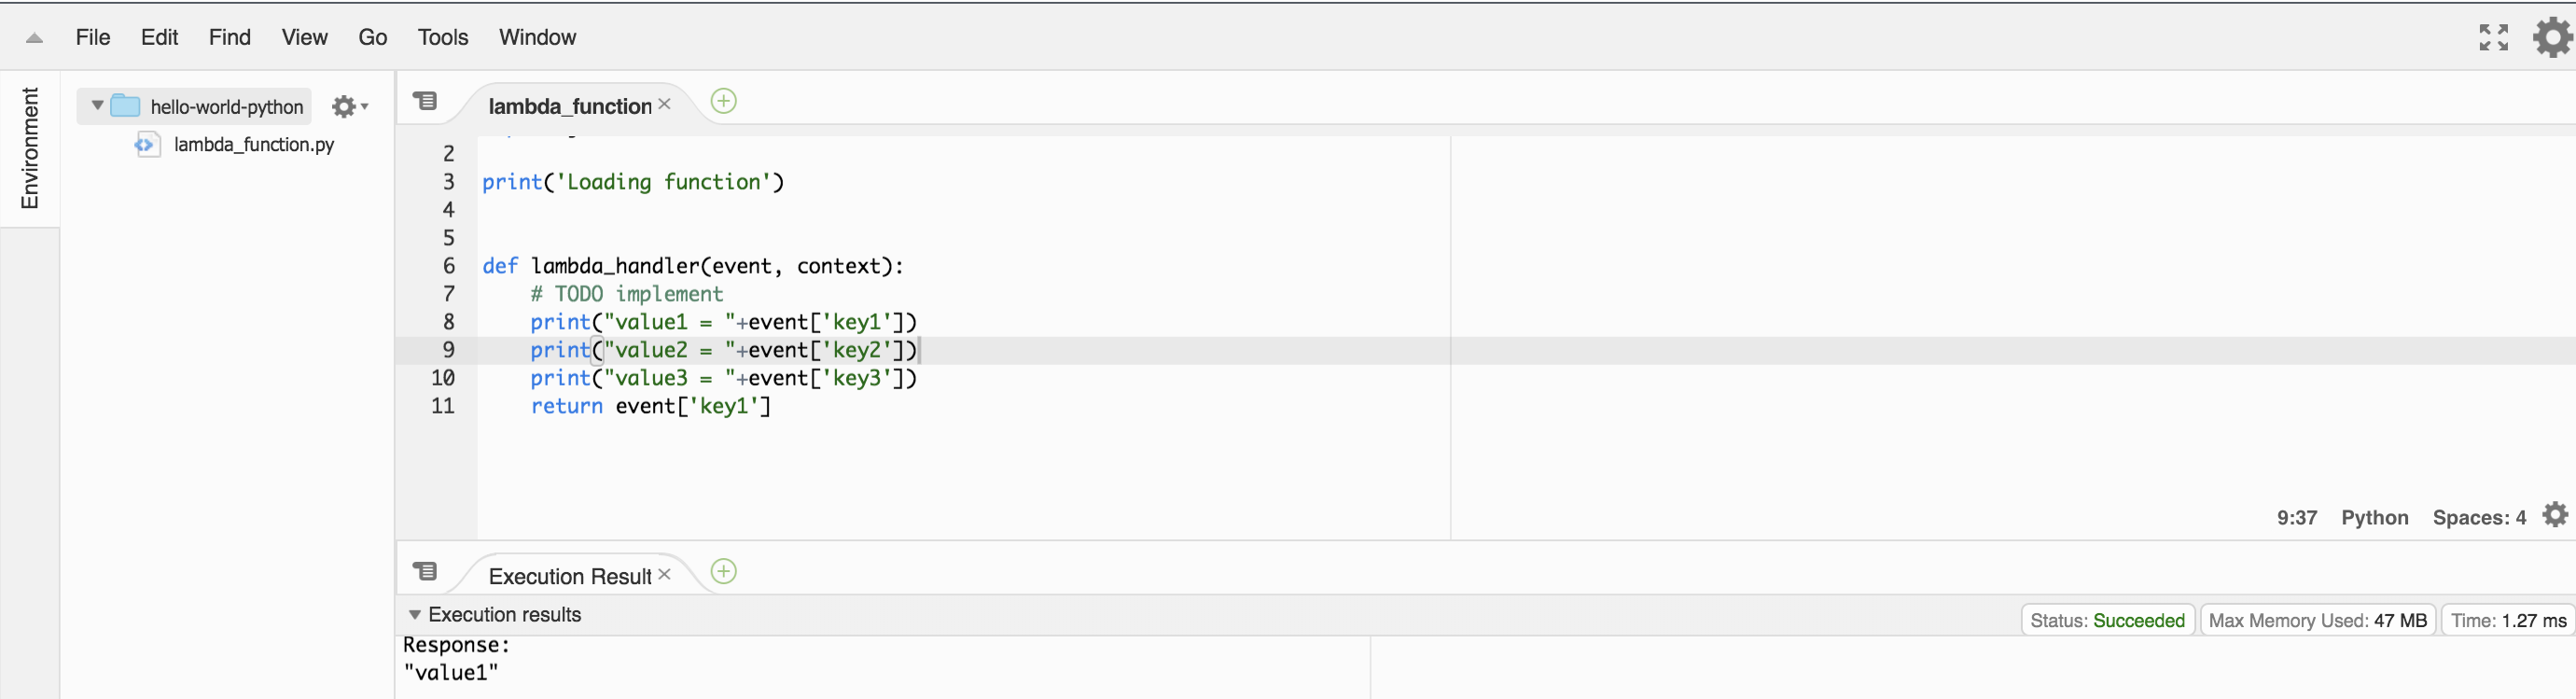 File Edit Find View Go Tools Window
Environment
hello-world-python
lambda_function.py
lambda_function
2
3 print('Loading function')
4
5
6 def lambda_handler(event, context):
7 # TODO implement
8 print("value1 = "+event['key1'])
9 print("value2 = "+event['key2'])
10 print("value3 = "+event['key3'])
11 return event['key1']
9:37 Python Spaces: 4
Execution Result
Execution results
Status: Succeeded Max Memory Used: 47 MB Time: 1.27 ms
Response:
"value1"